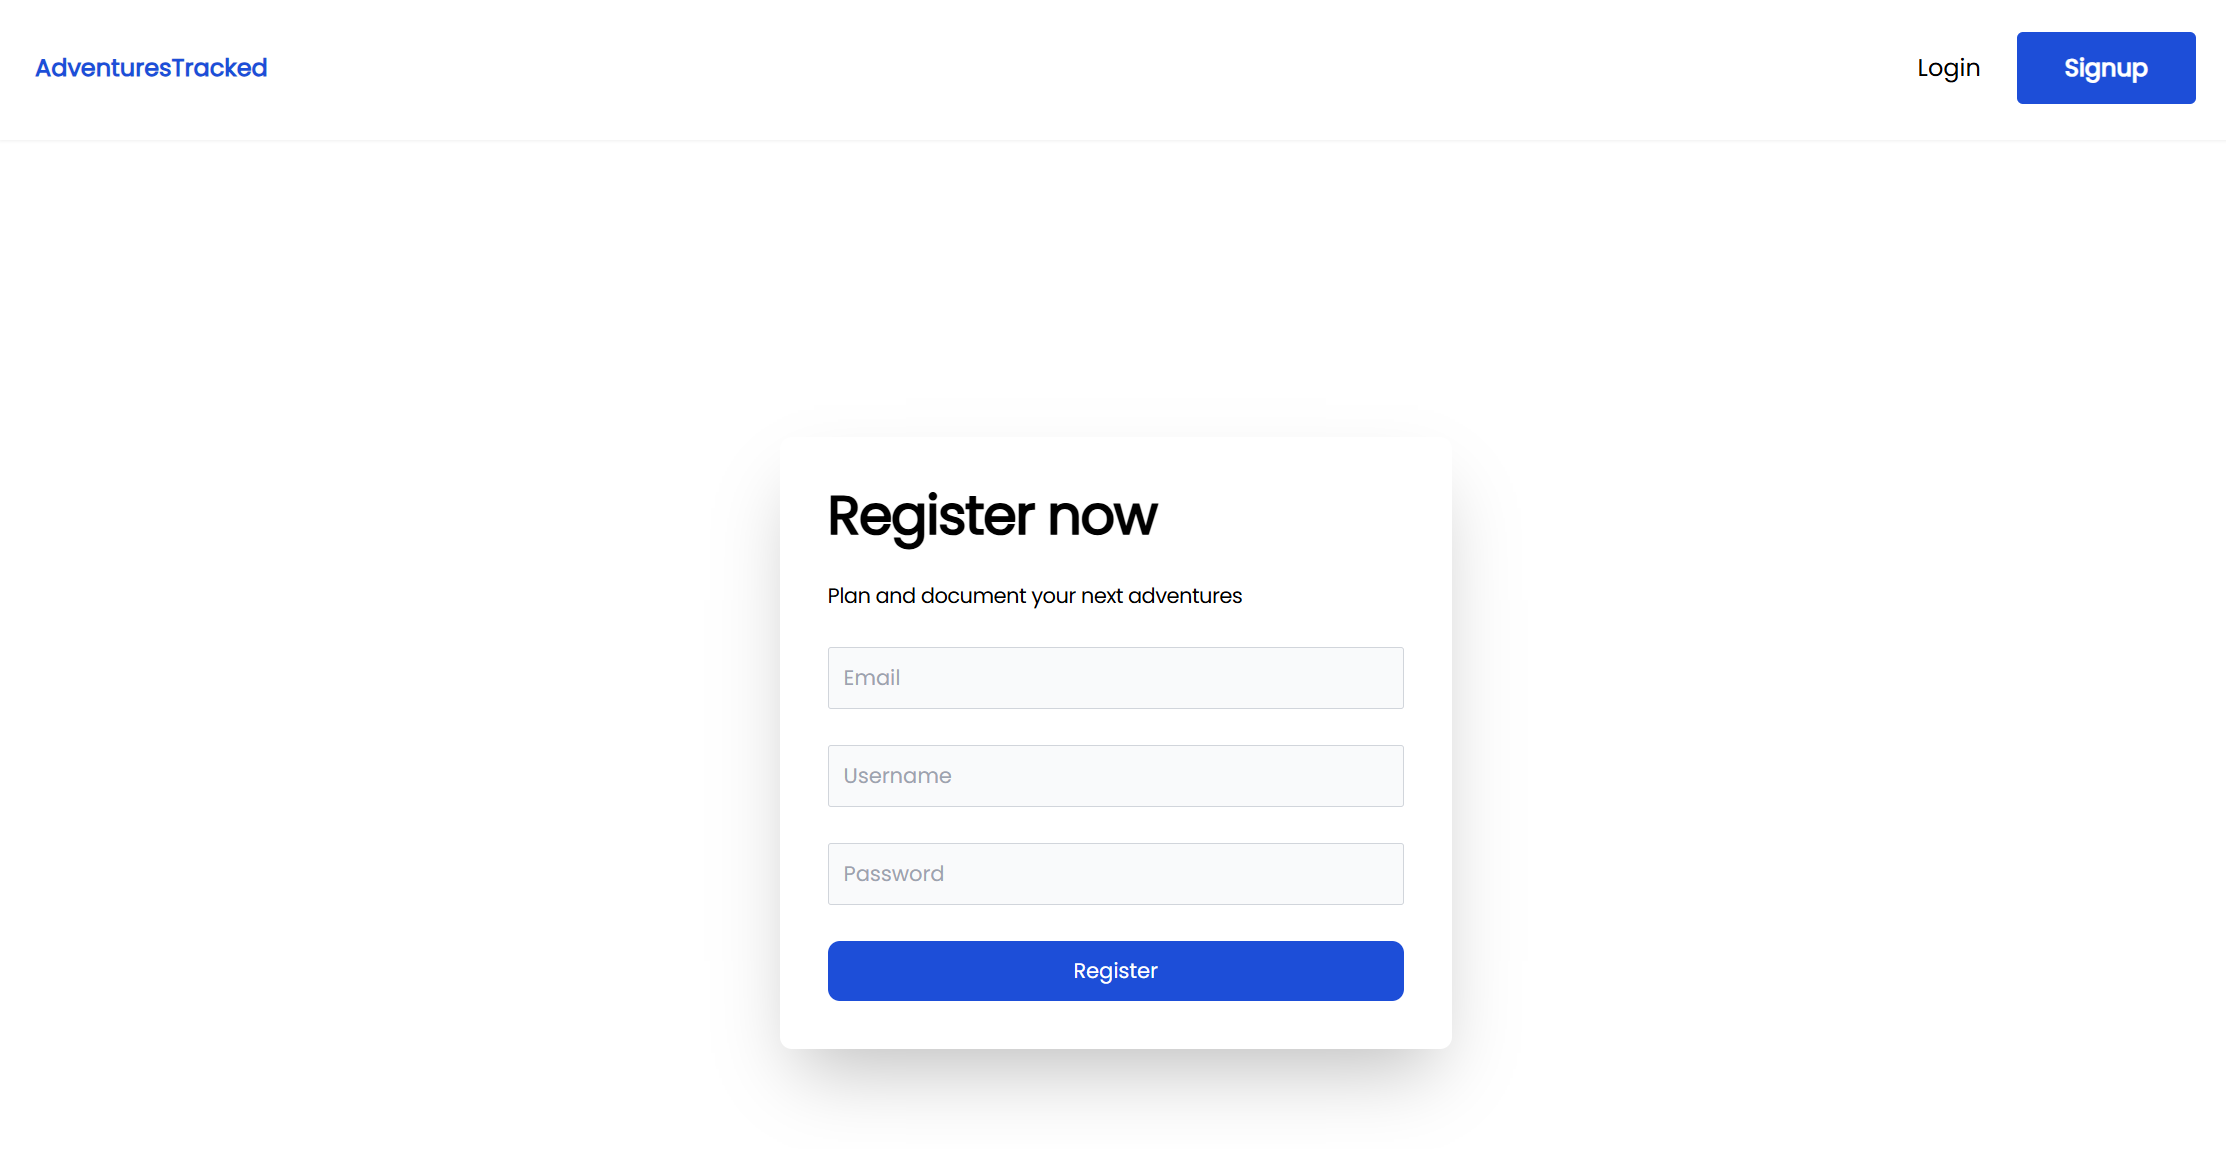 AdventuresTracked
Login
Signup
Register now
Plan and document your next adventures
Email
Username
Password
Register